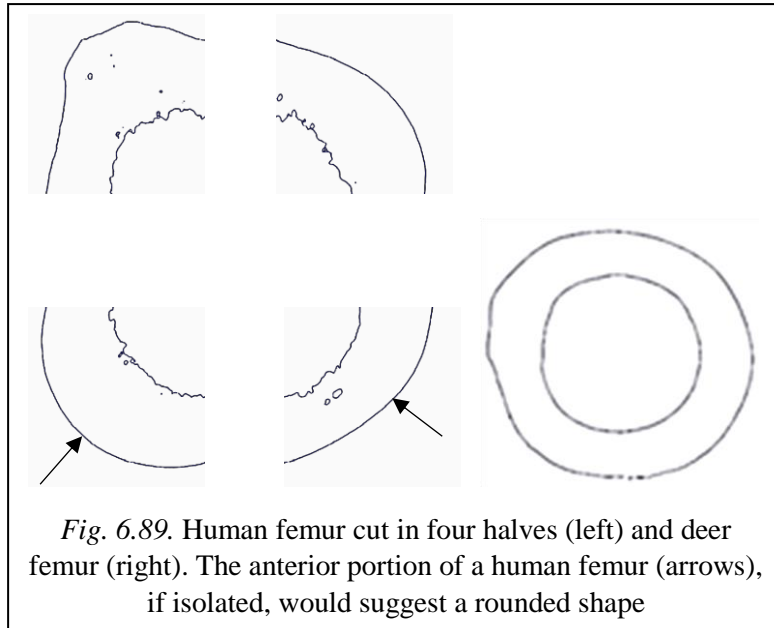 Fig. 6.89. Human femur cut in four halves (left) and deer
femur (right). The anterior portion of a human femur (arrows),
if isolated, would suggest a rounded shape